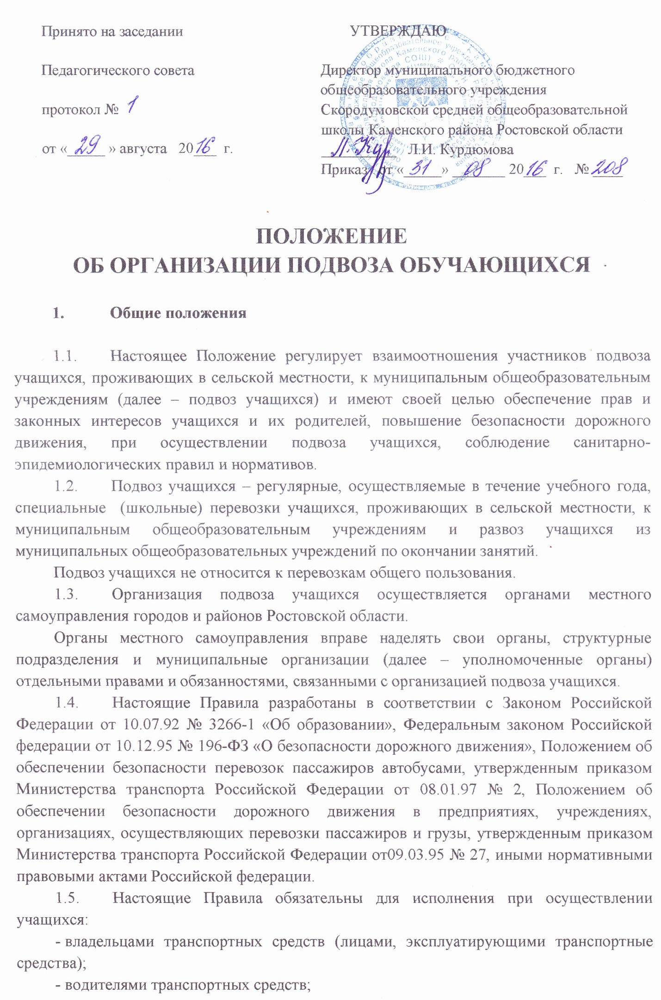 Принято на заседании
УТВЕРЖДАЮ
Педагогического совета
Директор муниципального бюджетного
общеобразовательного учреждения
протокол № 1
Скородумовской средней общеобразовательной
школы Каменского района Ростовской области
от «29» августа 2016 г.
Л.И. Курдюмова
Приказ от «31» 08 2016 г. № 208
ПОЛОЖЕНИЕ
ОБ ОРГАНИЗАЦИИ ПОДВОЗА ОБУЧАЮЩИХСЯ
1. Общие положения
1.1. Настоящее Положение регулирует взаимоотношения участников подвоза
учащихся, проживающих в сельской местности, к муниципальным общеобразовательным
учреждениям (далее – подвоз учащихся) и имеют своей целью обеспечение прав и
законных интересов учащихся и их родителей, повышение безопасности дорожного
движения, при осуществлении подвоза учащихся, соблюдение санитарно-
эпидемиологических правил и нормативов.
1.2. Подвоз учащихся – регулярные, осуществляемые в течение учебного года,
специальные (школьные) перевозки учащихся, проживающих в сельской местности, к
муниципальным общеобразовательным учреждениям и развоз учащихся из
муниципальных общеобразовательных учреждений по окончании занятий.
Подвоз учащихся не относится к перевозкам общего пользования.
1.3. Организация подвоза учащихся осуществляется органами местного
самоуправления городов и районов Ростовской области.
Органы местного самоуправления вправе наделять свои органы, структурные
подразделения и муниципальные организации (далее – уполномоченные органы)
отдельными правами и обязанностями, связанными с организацией подвоза учащихся.
1.4. Настоящие Правила разработаны в соответствии с Законом Российской
Федерации от 10.07.92 № 3266-1 «Об образовании», Федеральным законом Российской
федерации от 10.12.95 № 196-ФЗ «О безопасности дорожного движения», Положением об
обеспечении безопасности перевозок пассажиров автобусами, утвержденным приказом
Министерства транспорта Российской Федерации от 08.01.97 № 2, Положением об
обеспечении безопасности дорожного движения в предприятиях, учреждениях,
организациях, осуществляющих перевозки пассажиров и грузы, утвержденным приказом
Министерства транспорта Российской Федерации от09.03.95 № 27, иными нормативными
правовыми актами Российской федерации.
1.5. Настоящие Правила обязательны для исполнения при осуществлении
учащихся:
- владельцами транспортных средств (лицами, эксплуатирующими транспортные
средства);
- водителями транспортных средств;